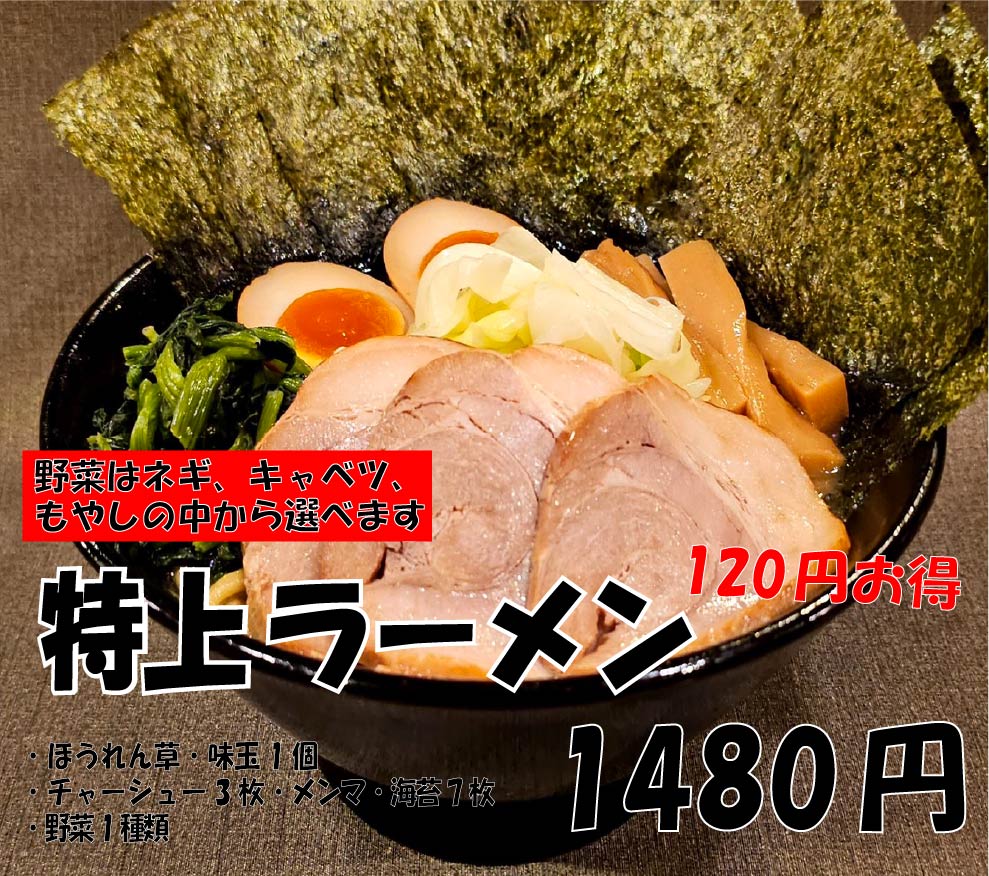 野菜はネギ、キャベツ、
もやしの中から選べます
120円お得
特上ラーメン
1480円
・ほうれん草・味玉1個
・チャーシュー3枚・メンマ・海苔7枚
・野菜1種類